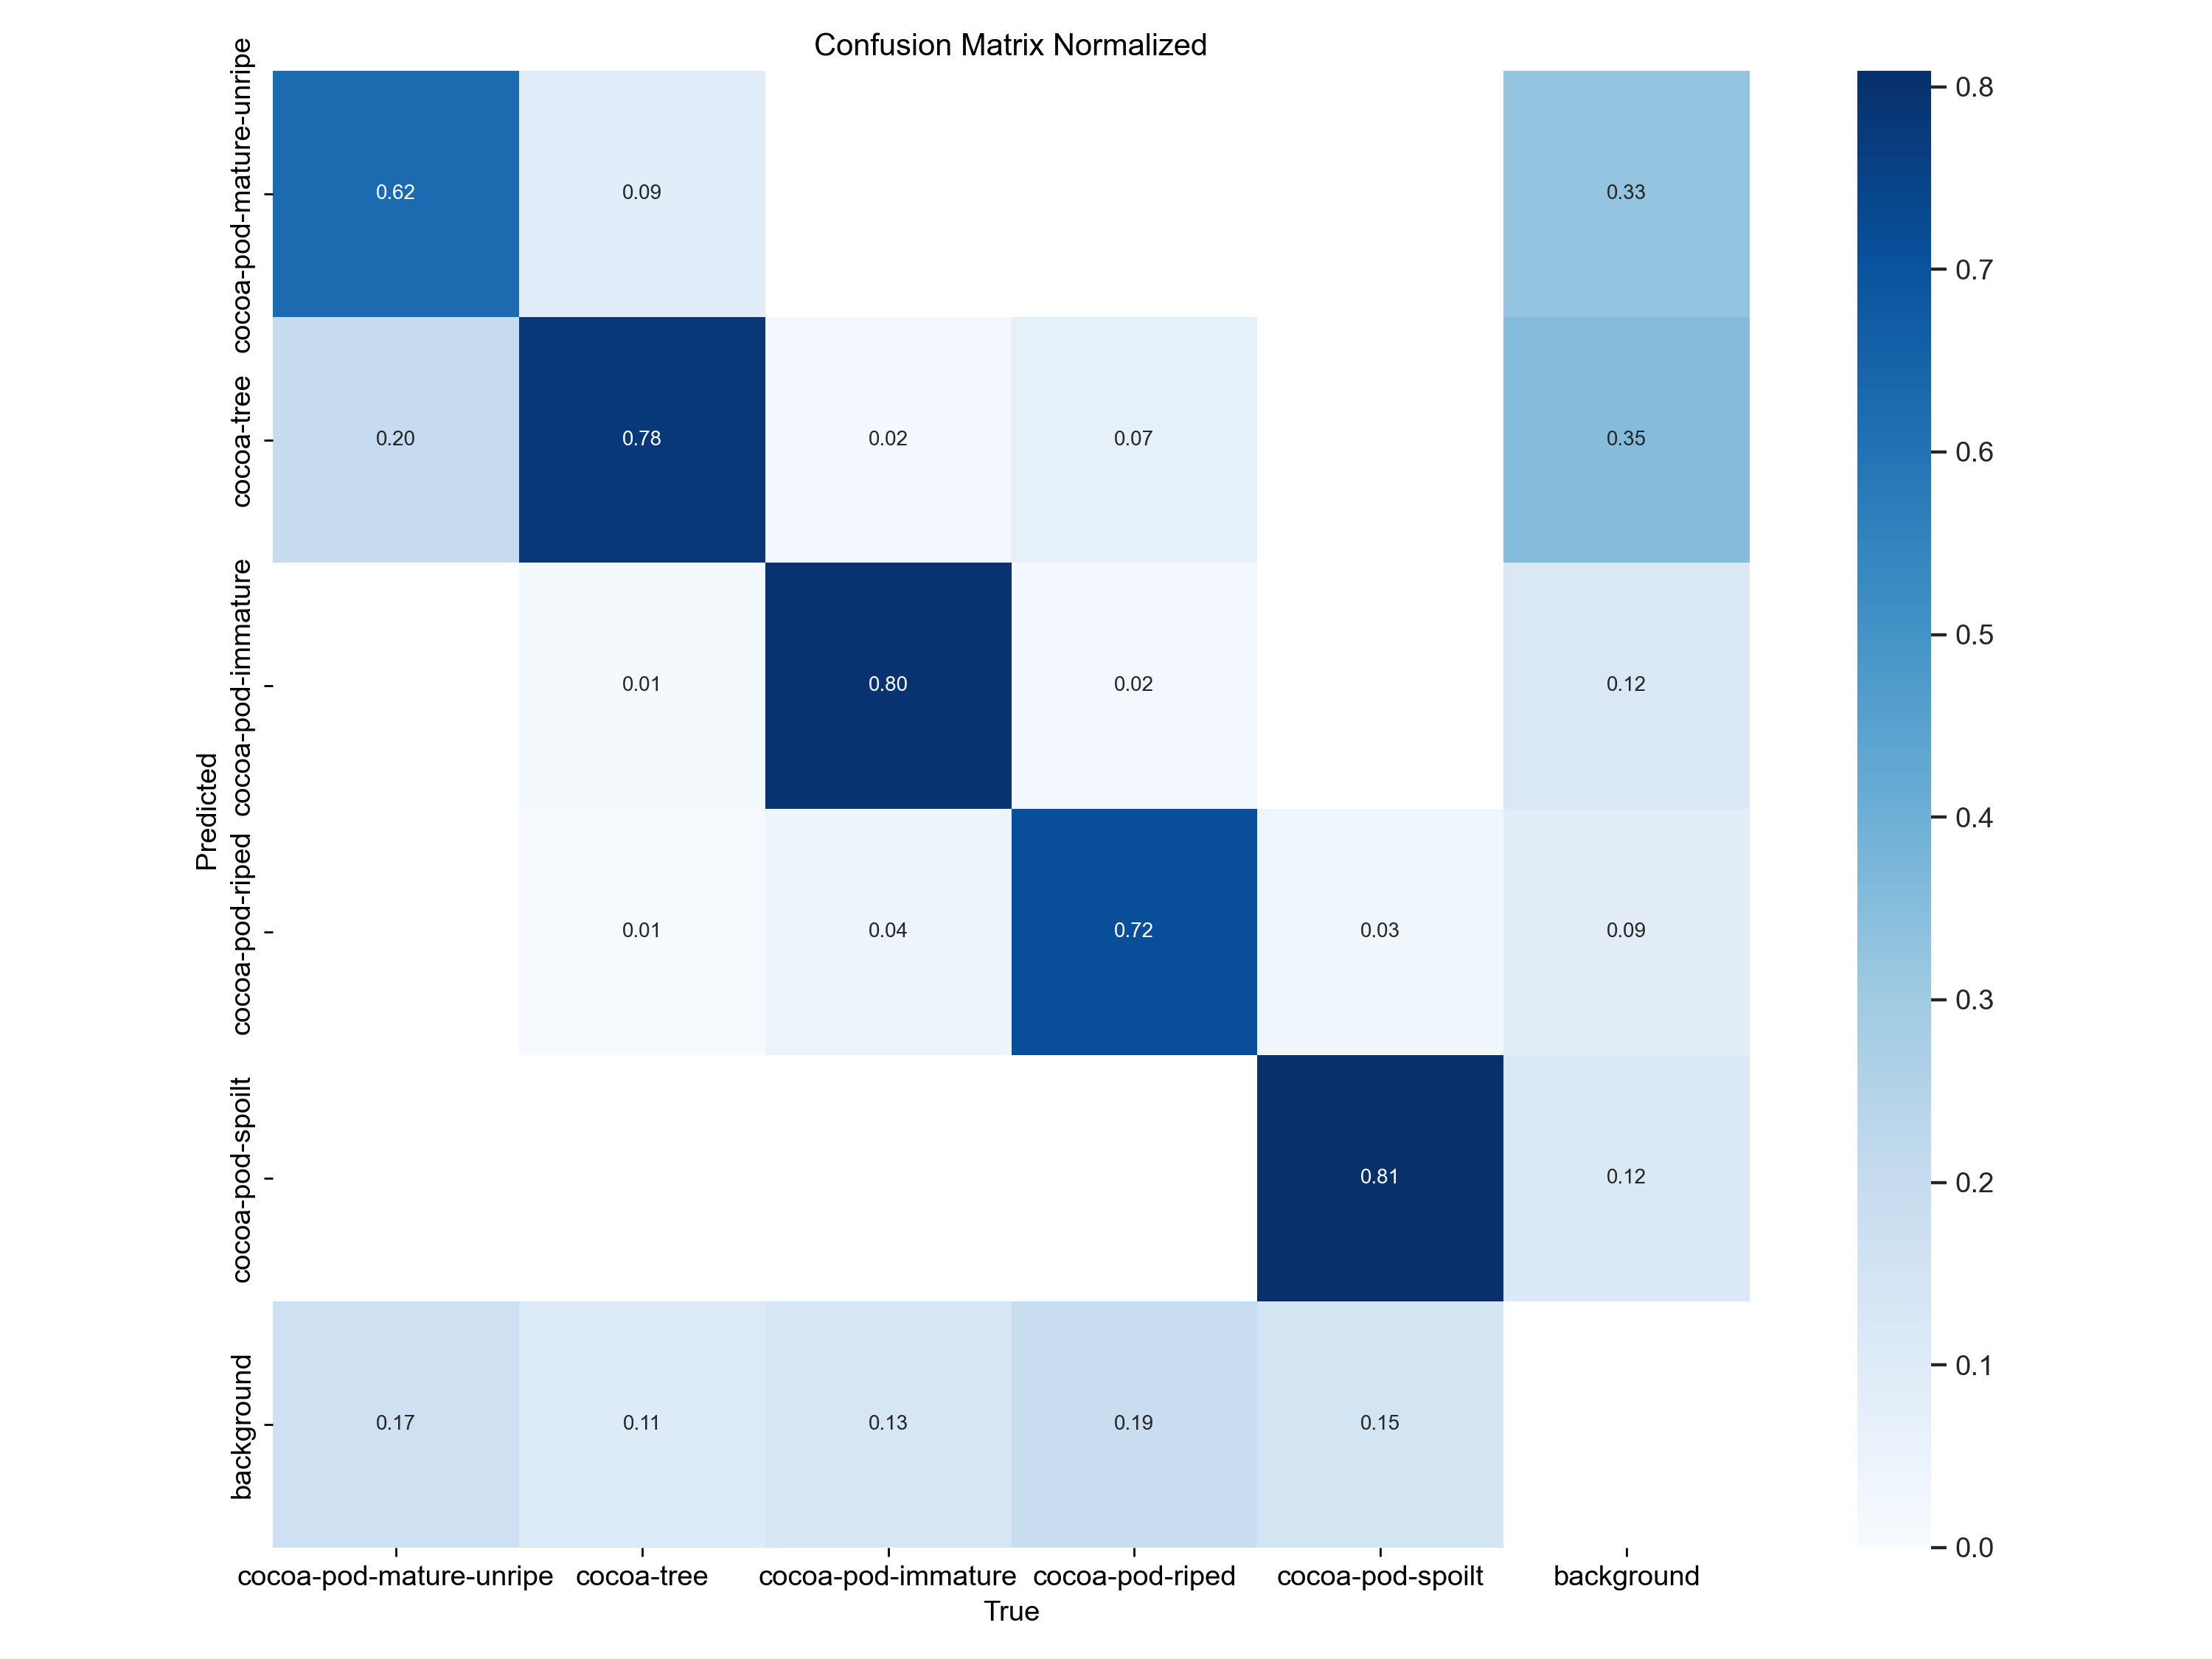 Confusion Matrix Normalized
cocoa-pod-mature-unripe
0.62
0.09
0.33
cocoa-tree
0.20
0.78
0.02
0.07
0.35
cocoa-pod-immature
0.01
0.80
0.02
0.12
cocoa-pod-riped
0.01
0.04
0.72
0.03
0.09
cocoa-pod-spoilt
0.81
0.12
background
0.17
0.11
0.13
0.19
0.15
Predicted
cocoa-pod-mature-unripe
cocoa-tree
cocoa-pod-immature
cocoa-pod-riped
cocoa-pod-spoilt
background
True
0.8
0.7
0.6
0.5
0.4
0.3
0.2
0.1
0.0